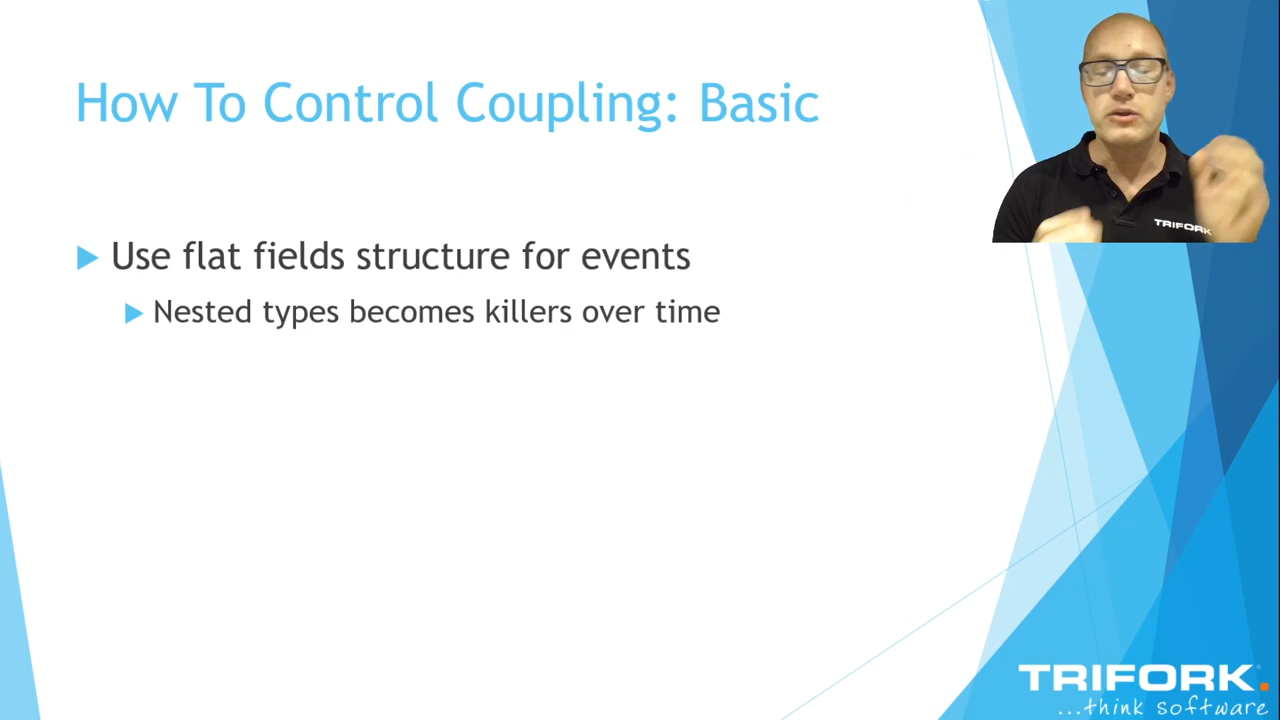 How To Control Coupling: Basic
Use flat fields structure for events
Nested types becomes killers over time
TRIFORK
TRIFORK.
...think software